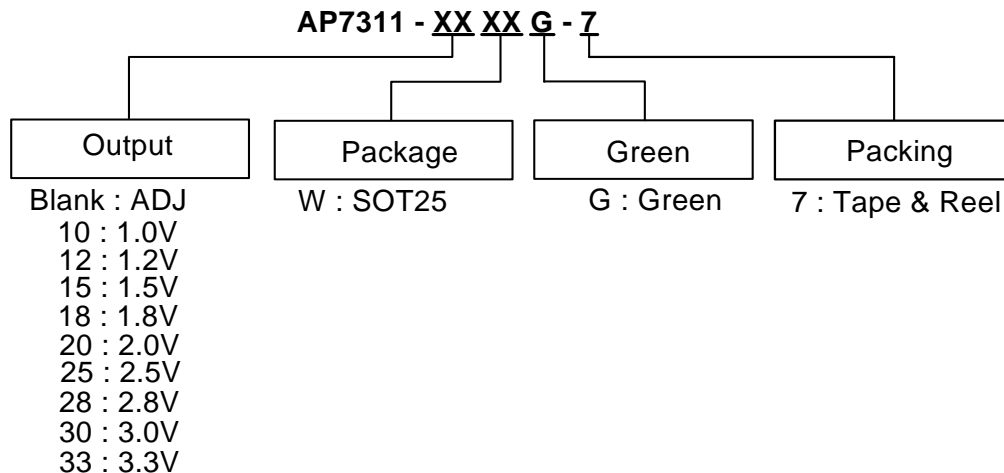 AP7311 - XX XX G - 7
Output
Blank : ADJ
10 : 1.0V
12 : 1.2V
15 : 1.5V
18 : 1.8V
20 : 2.0V
25 : 2.5V
28 : 2.8V
30 : 3.0V
33 : 3.3V
Package
W : SOT25
Green
G : Green
Packing
7 : Tape & Reel